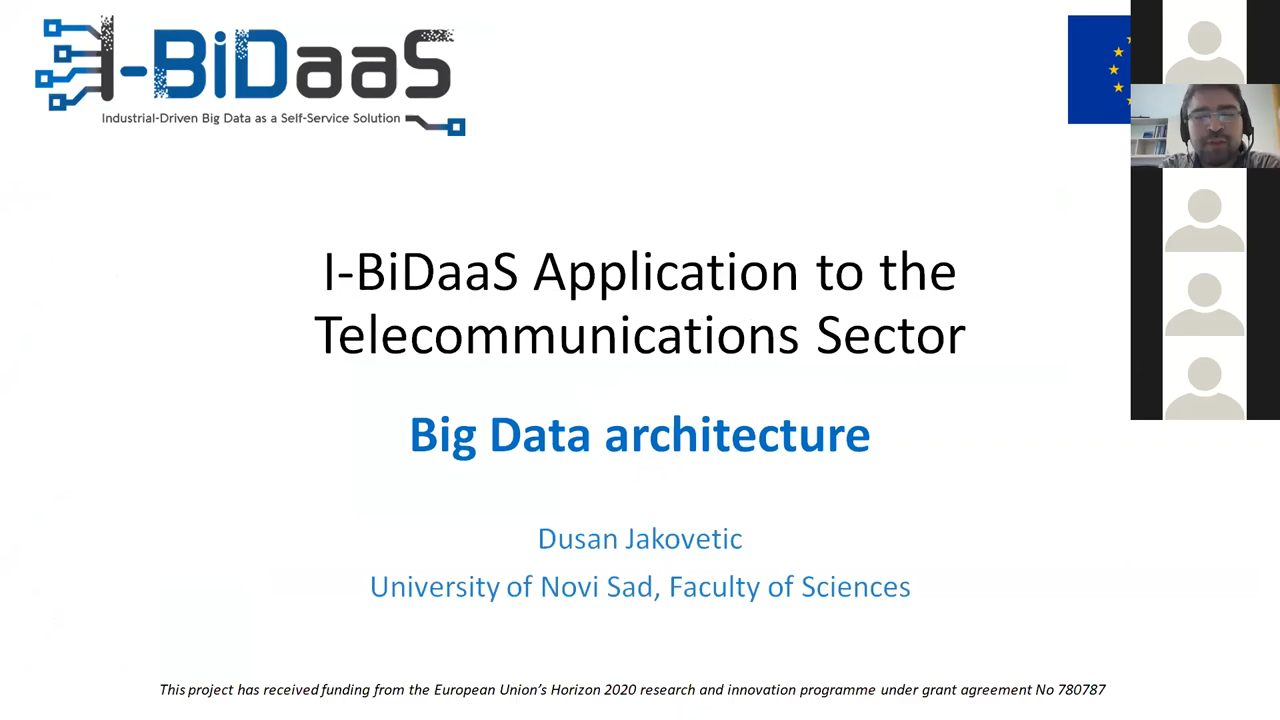 I-BiDaaS
Industrial-Driven Big Data as a Self-Service Solution
I-BiDaaS Application to the
Telecommunications Sector
Big Data architecture
Dusan Jakovetic
University of Novi Sad, Faculty of Sciences
This project has received funding from the European Union's Horizon 2020 research and innovation programme under grant agreement No 780787